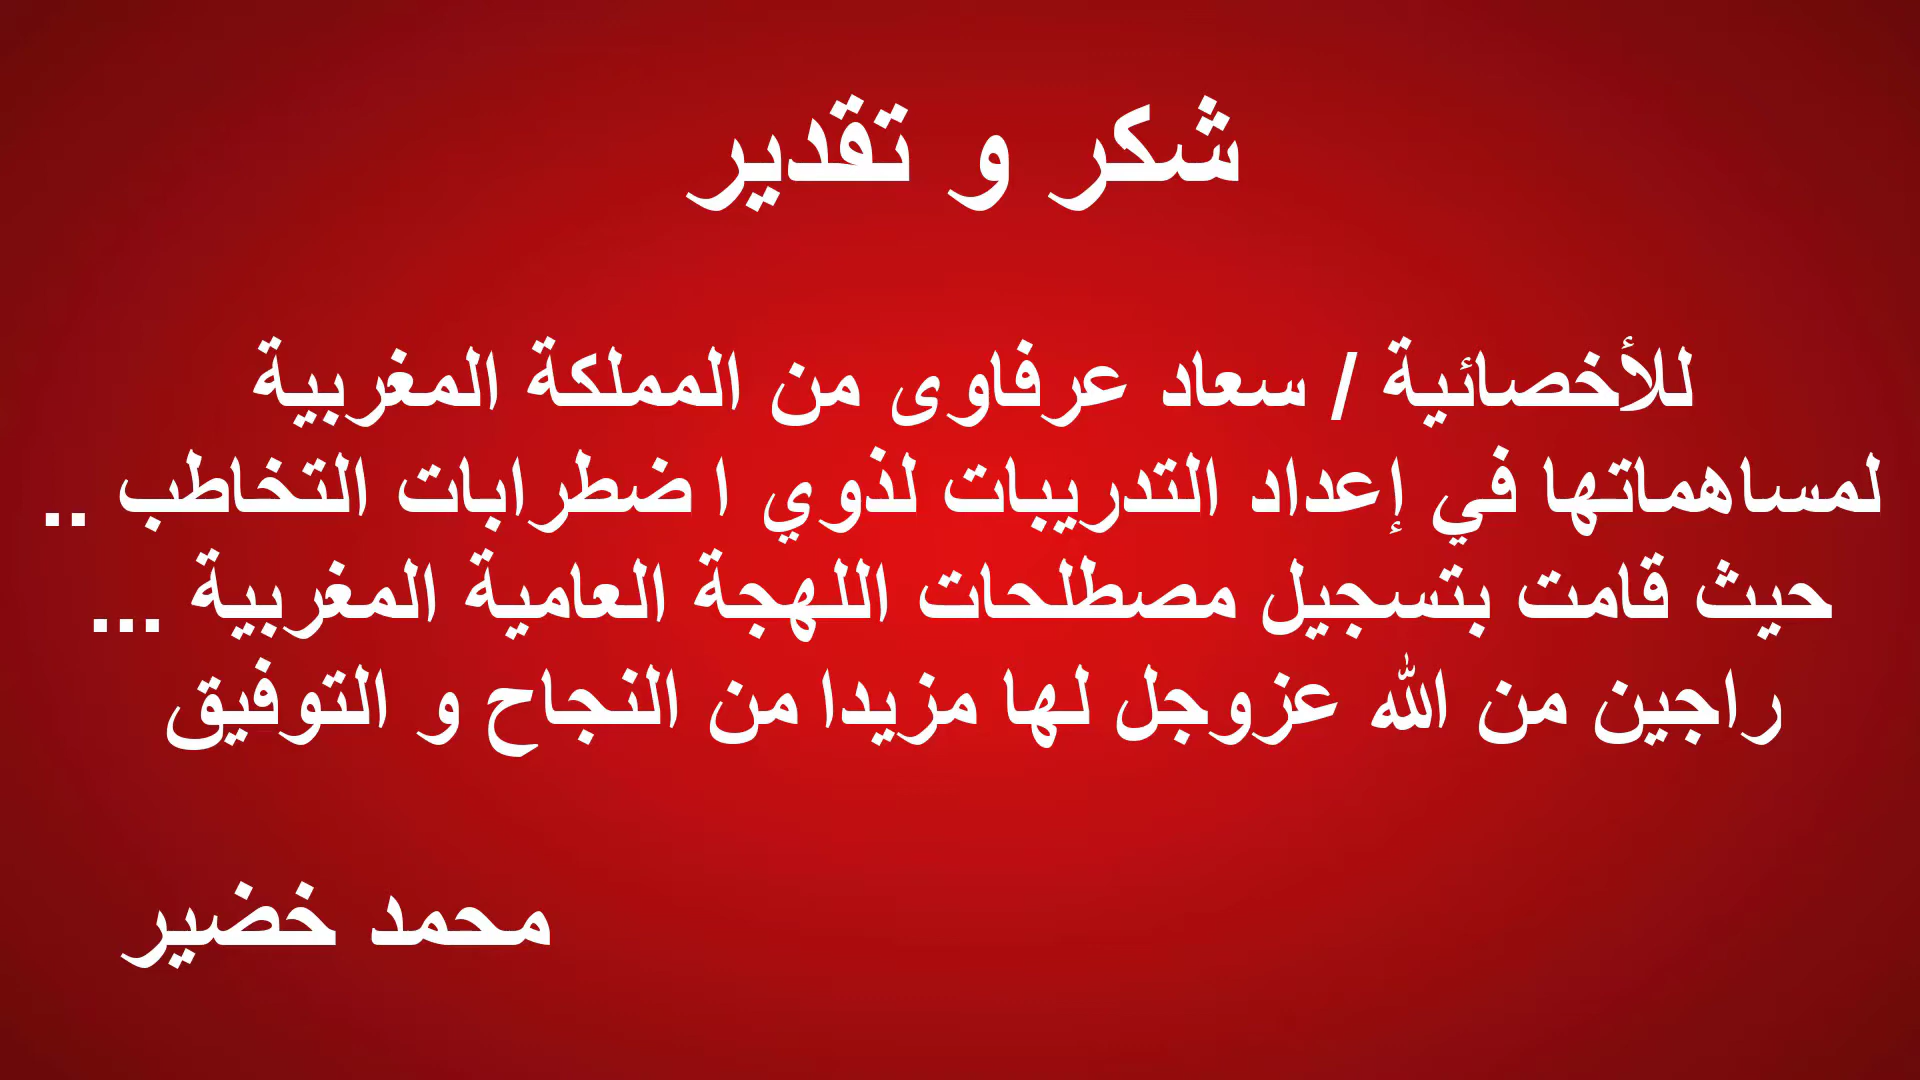 شكر و تقدير
للأخصائية / سعاد عرفاوى من المملكة المغربية
لمساهماتها في إعداد التدريبات لذوي ا ضطرابات التخاطب ..
حيث قامت بتسجيل مصطلحات اللهجة العامية المغربية ...
راجين من الله عزوجل لها مزيدا من النجاح و التوفيق
محمد خضير